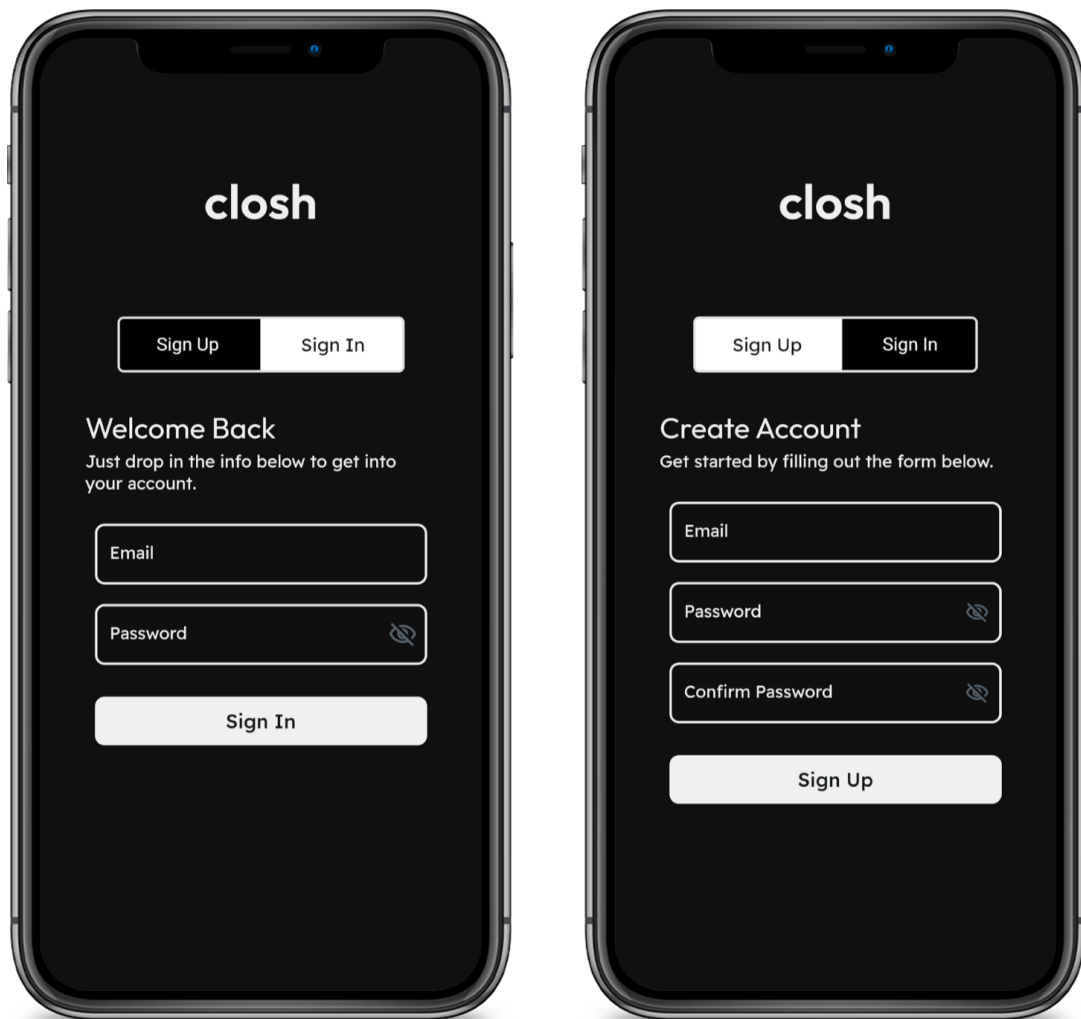 closh
Sign Up
Sign In
Welcome Back
Just drop in the info below to get into
your account.
Email
Password
Sign In
closh
Sign Up
Sign In
Create Account
Get started by filling out the form below.
Email
Password
Confirm Password
Sign Up